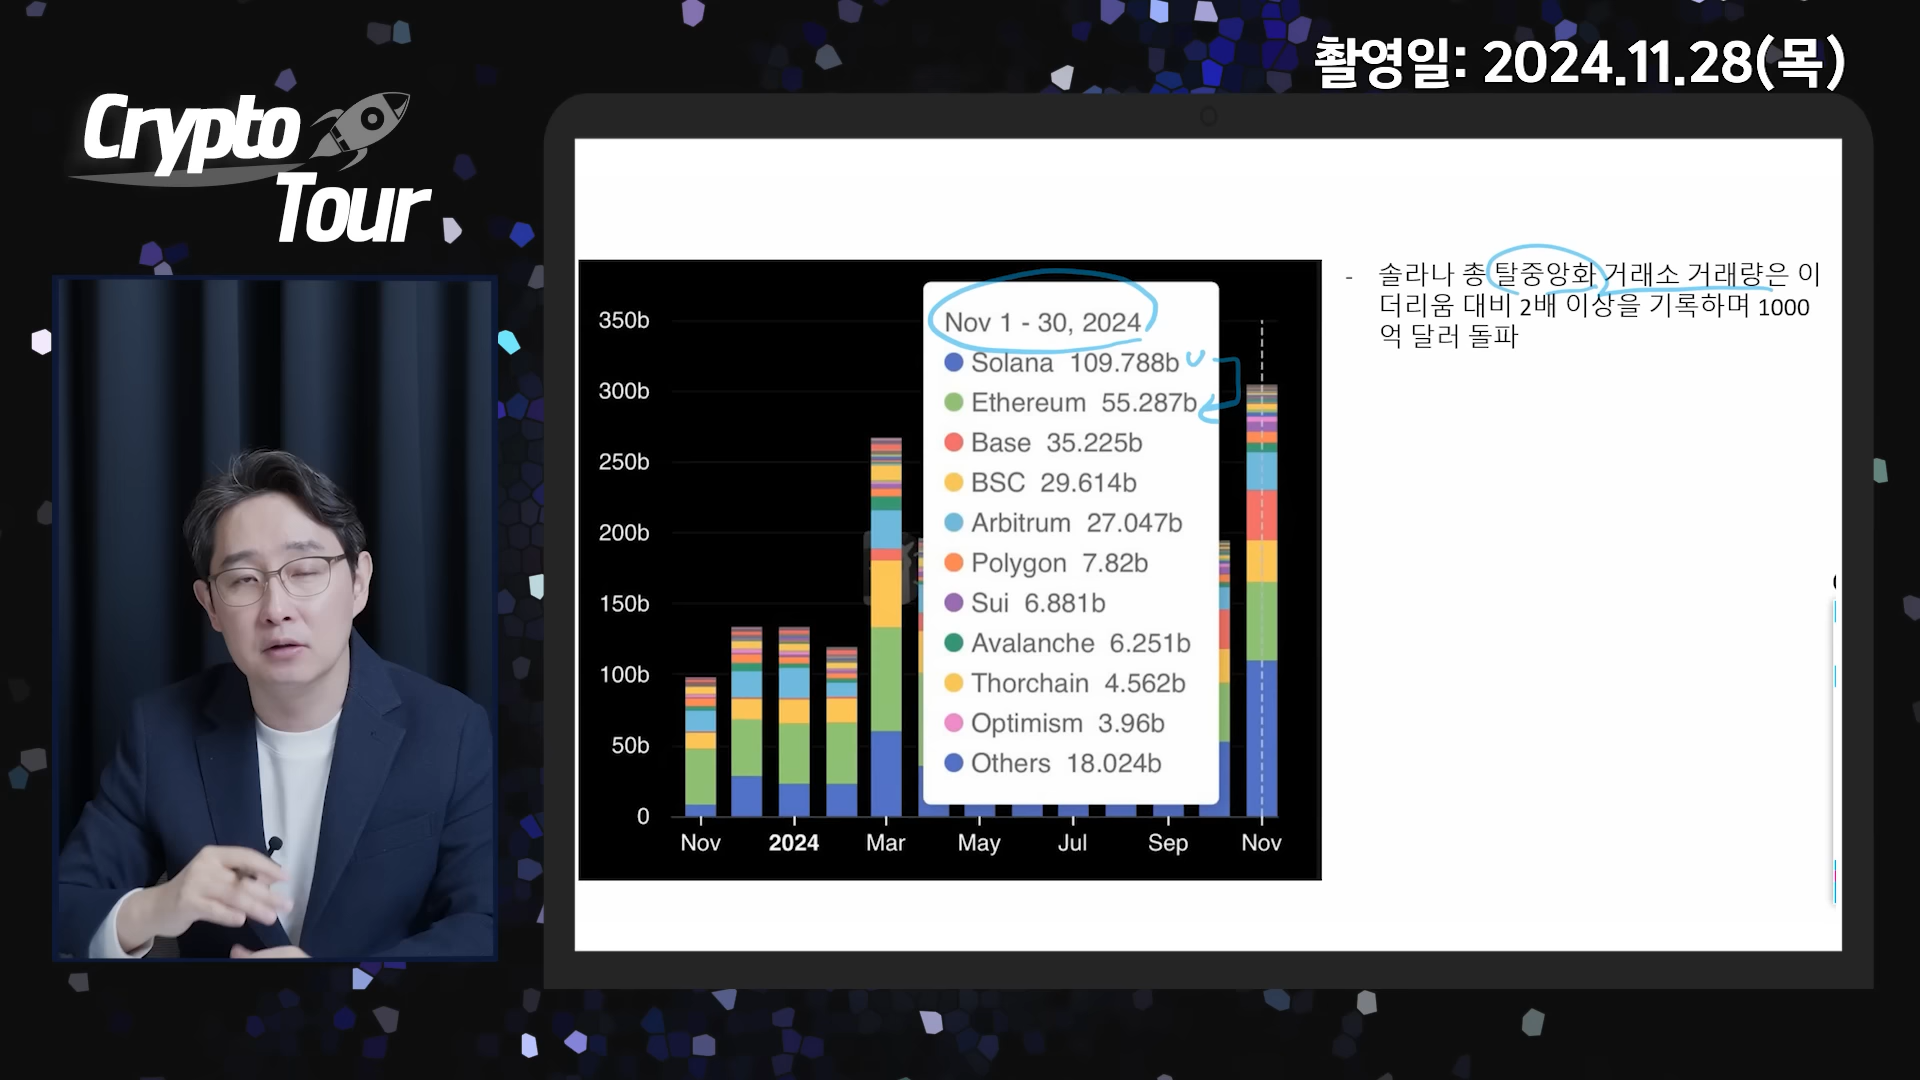 촬영일: 2024.11.28(목)
Crypto
Tour
350b
300b
250b
200b
150b
100b
50b
0
Nov
2024
Mar
May
Jul
Sep
Nov
Nov 1 - 30, 2024
Solana 109.788b
Ethereum 55.287b
Base 35.225b
BSC 29.614b
Arbitrum 27.047b
Polygon 7.82b
Sui 6.881b
Avalanche 6.251b
Thorchain 4.562b
Optimism 3.96b
Others 18.024b
- 솔라나 총 탈중앙화 거래소 거래량은 이
더리움 대비 2배 이상을 기록하며 1000
억 달러 돌파